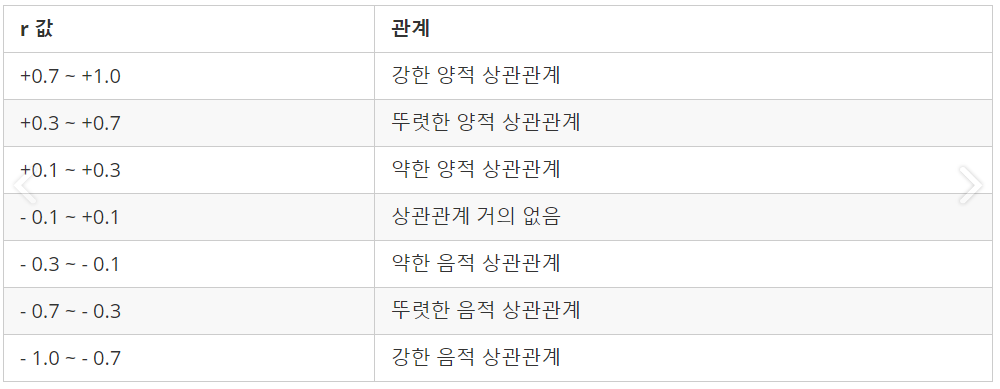 r 값 관계
+0.7 ~ +1.0 강한 양적 상관관계
+0.3 ~ +0.7 뚜렷한 양적 상관관계
+0.1 ~ +0.3 약한 양적 상관관계
- 0.1 ~ +0.1 상관관계 거의 없음
- 0.3 ~ - 0.1 약한 음적 상관관계
- 0.7 ~ - 0.3 뚜렷한 음적 상관관계
- 1.0 ~ - 0.7 강한 음적 상관관계